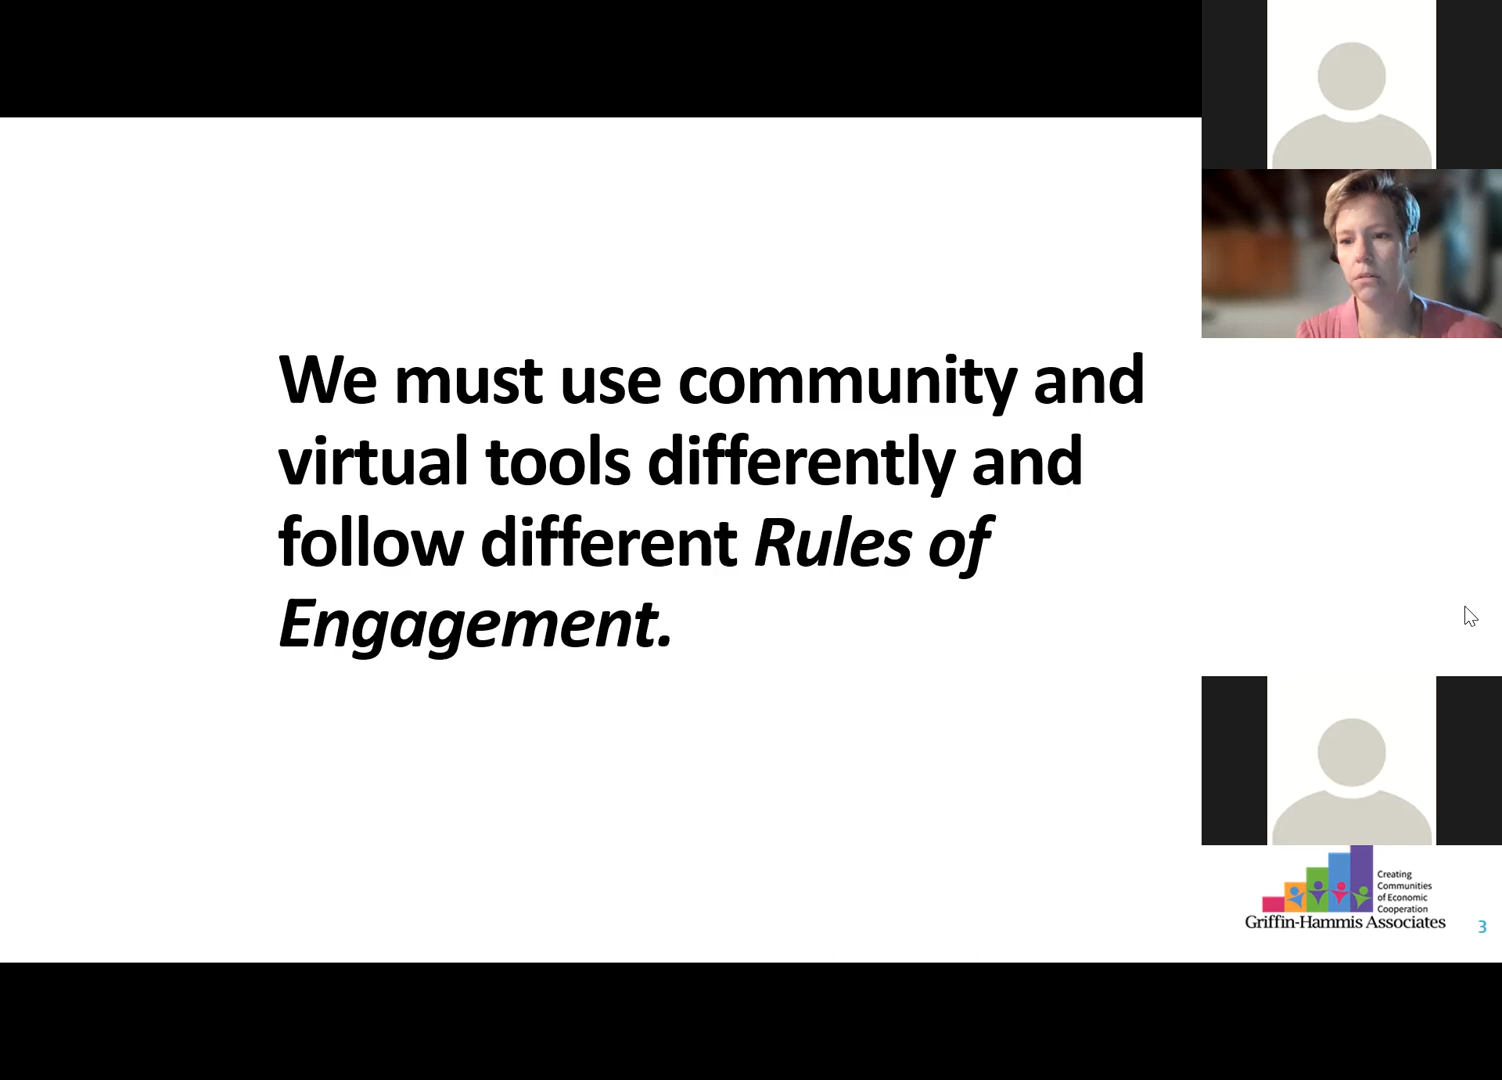 We must use community and
virtual tools differently and
follow different Rules of
Engagement.
Creating
Communities
of Economic
Cooperation
Griffin-Hammis Associates
3